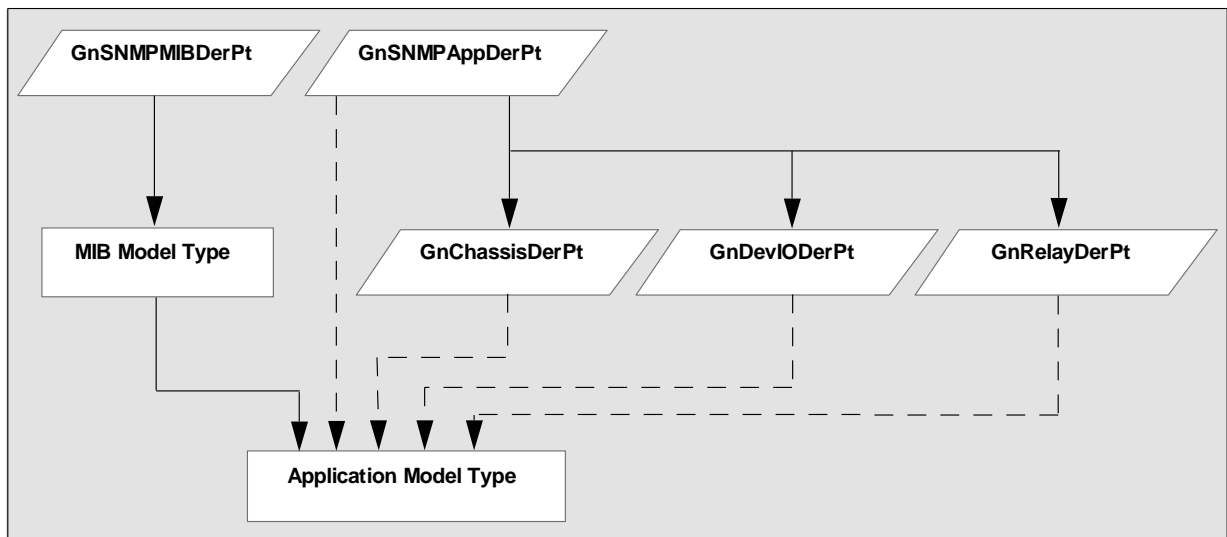 GnSNMPMIBDerPt
GnSNMPAppDerPt
MIB Model Type
GnChassisDerPt
GnDevIODerPt
GnRelayDerPt
Application Model Type